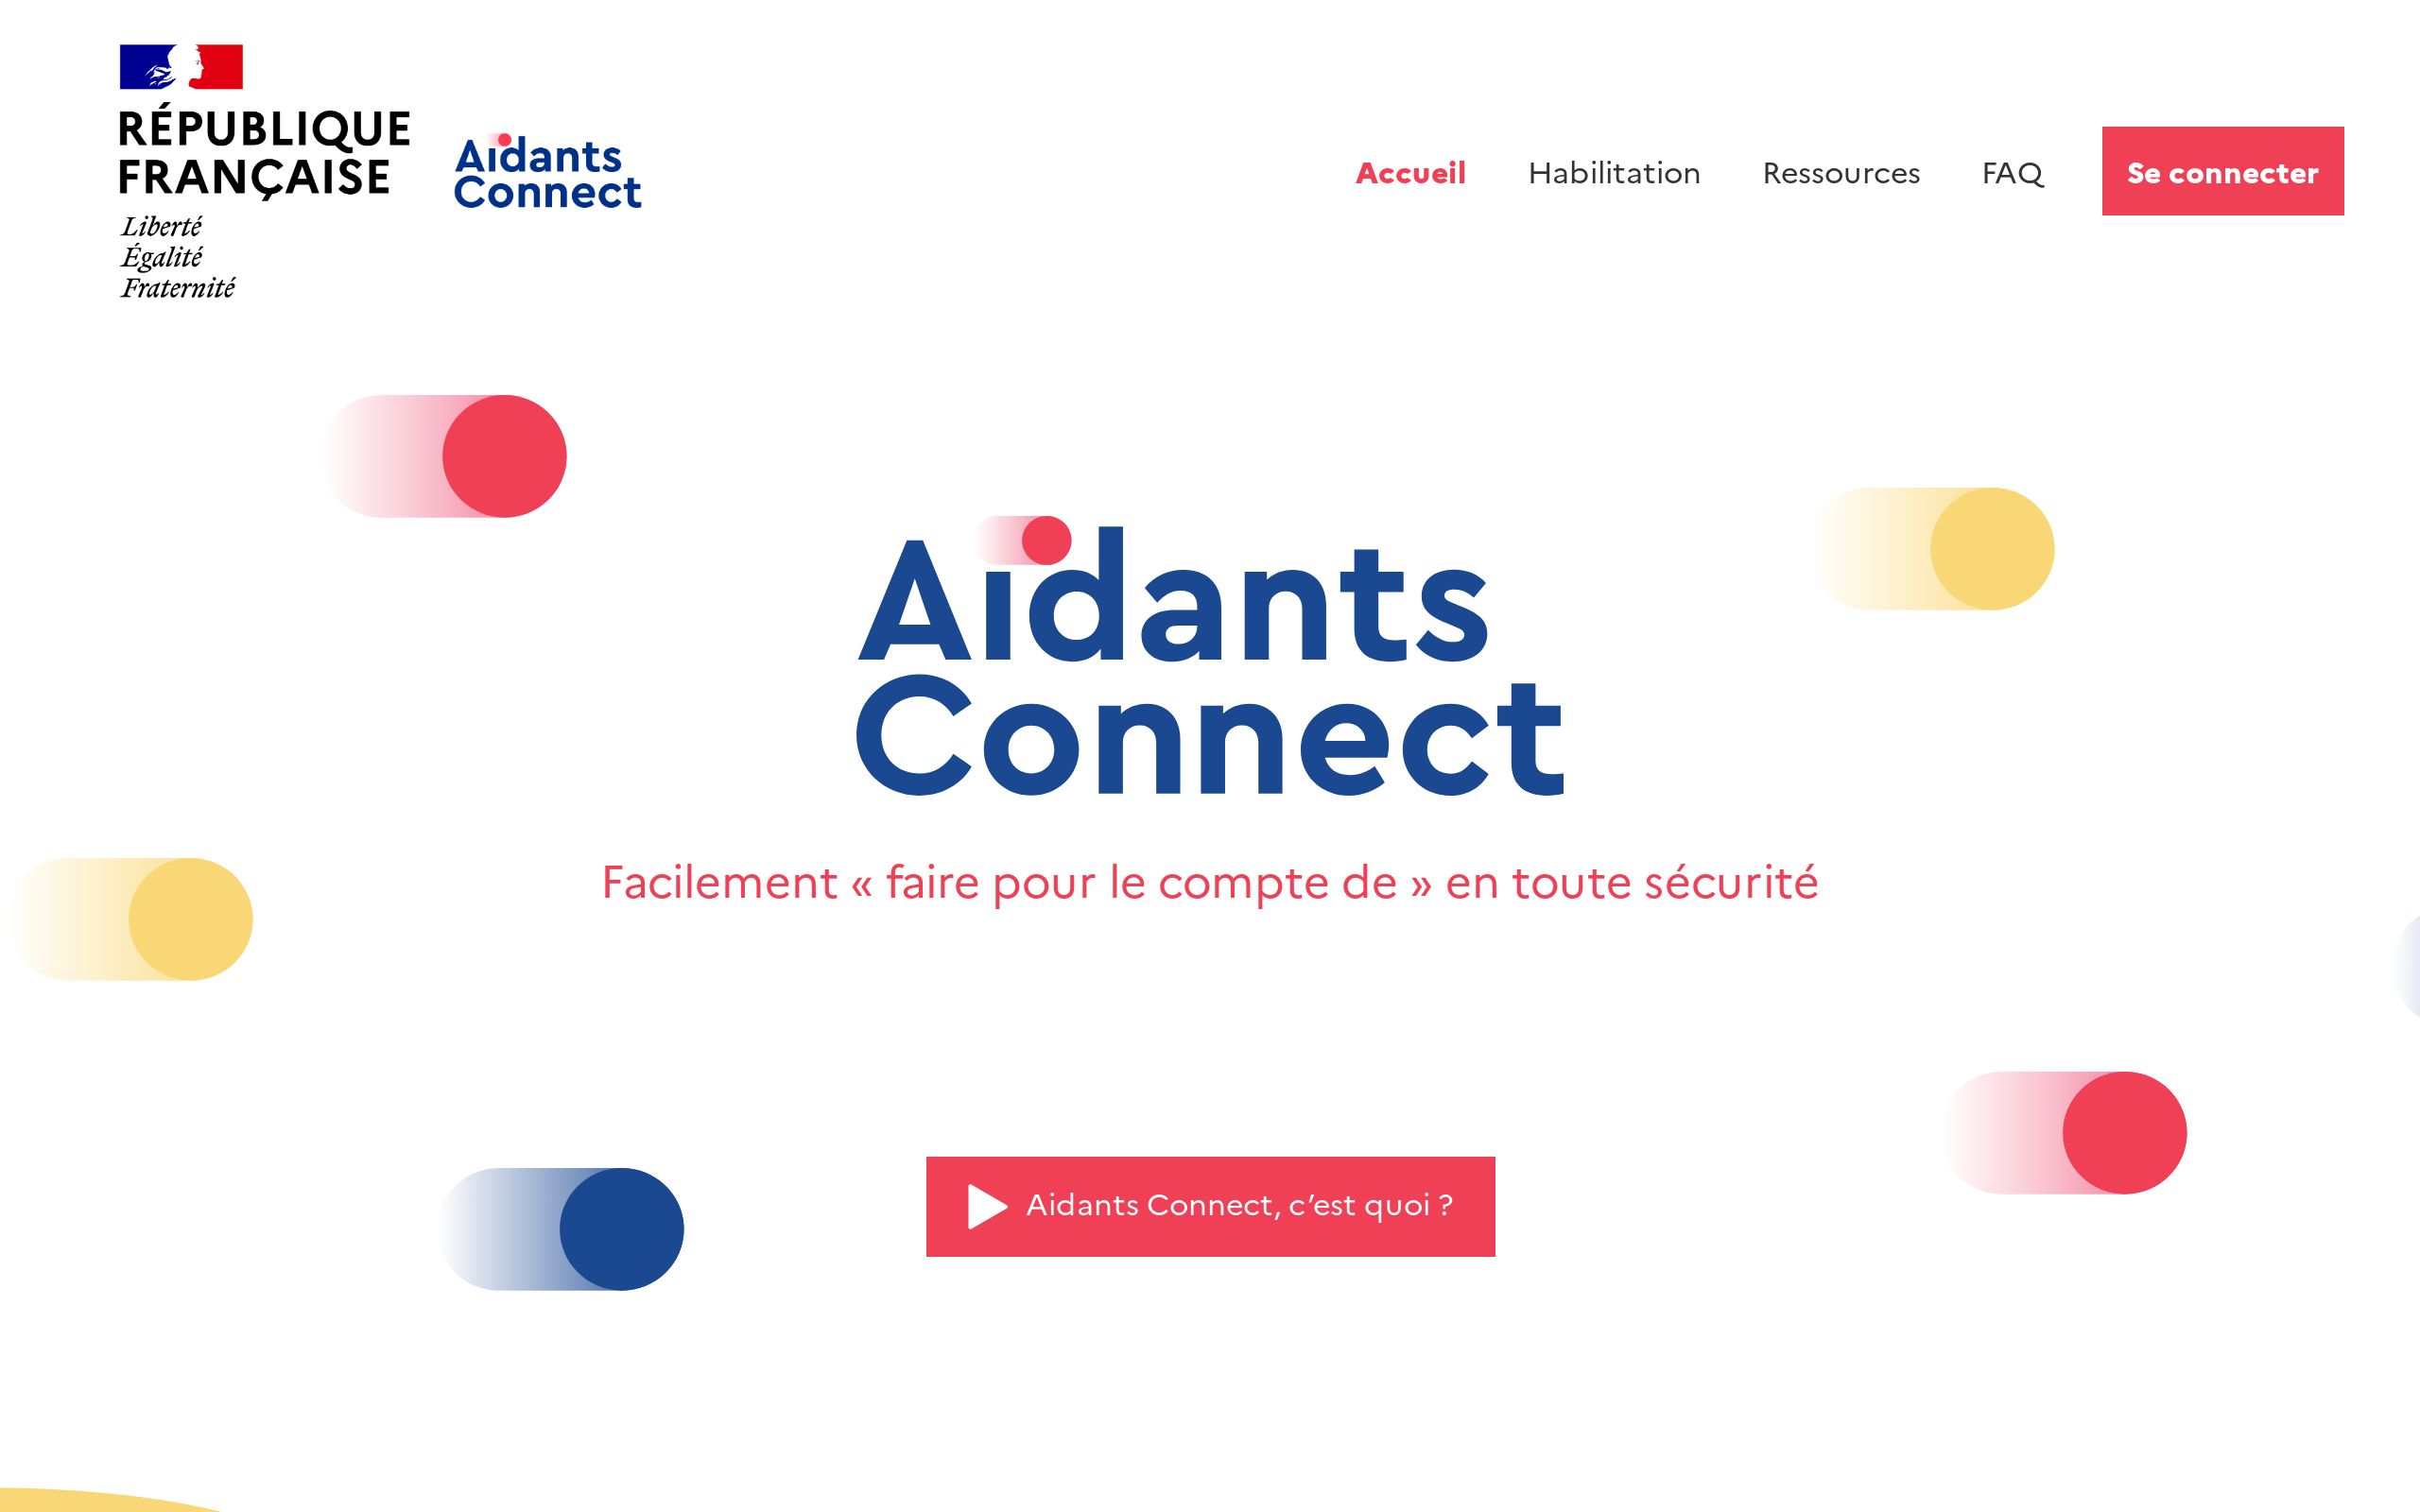 RÉPUBLIQUE
FRANÇAISE
Liberté
Égalité
Fraternité
Aidants
Connect
Accueil
Habilitation
Ressources
FAQ
Se connecter
Aidants
Connect
Facilement « faire pour le compte de » en toute sécurité
Aidants Connect, c’est quoi ?